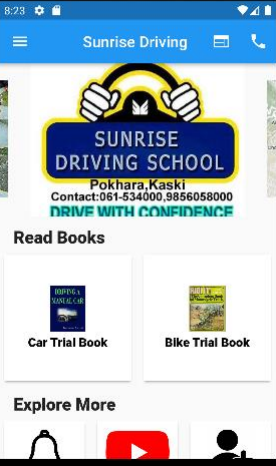 8:23
Sunrise Driving
SUNRISE
DRIVING SCHOOL
Pokhara,Kaski
Contact:061-534000,9856058000
DRIVE WITH CONFIDENCE
Read Books
DRIVING A
MANUAL CAR
Car Trial Book
Bike Trial Book
Explore More